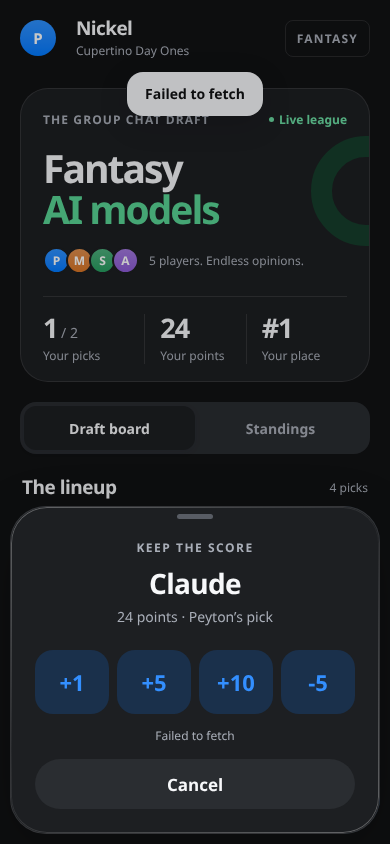 P
Nickel
Cupertino Day Ones
FANTASY
Failed to fetch
THE GROUP CHAT DRAFT
Live league
Fantasy
AI models
P M S A
5 players. Endless opinions.
1 / 2
Your picks
24
Your points
#1
Your place
Draft board
Standings
The lineup
4 picks
KEEP THE SCORE
Claude
24 points · Peyton’s pick
+1
+5
+10
-5
Failed to fetch
Cancel